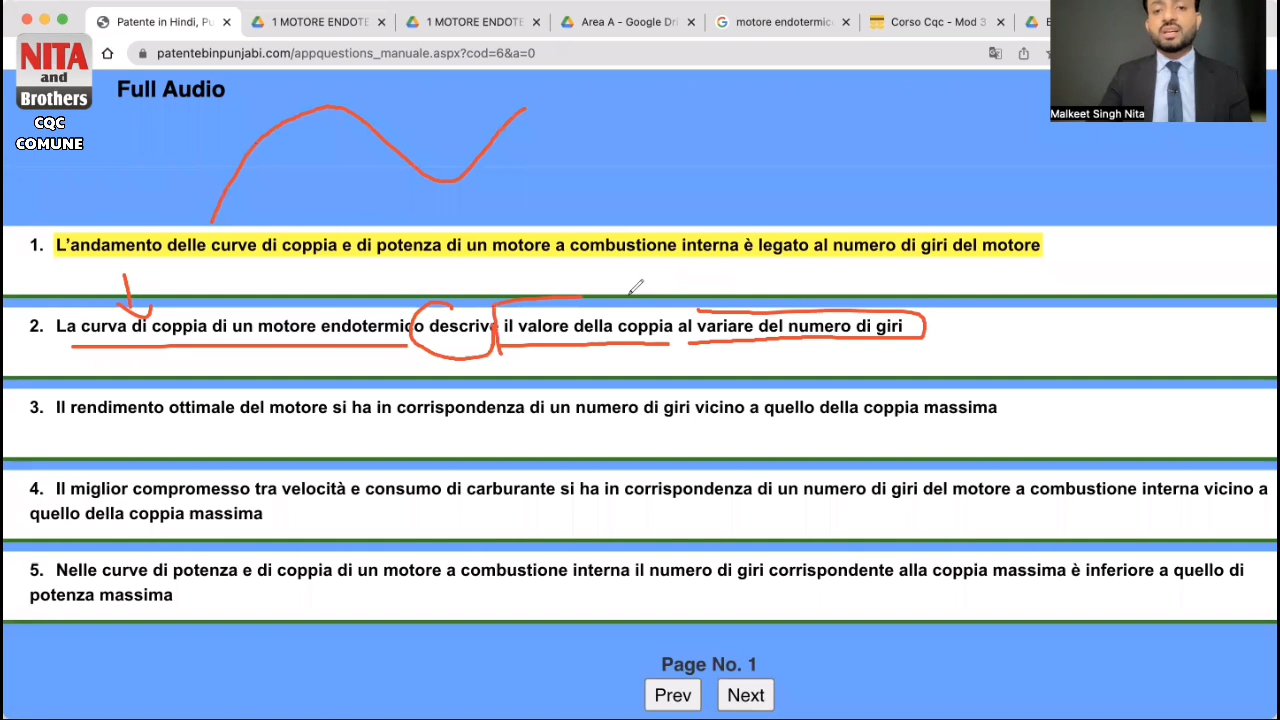 Patente in Hindi, Pu
1 MOTORE ENDOTE
1 MOTORE ENDOTE
Area A - Google Dri
motore endotermic
Corso Cqc - Mod 3
patentebinpunjabi.com/appquestions_manuale.aspx?cod=6&a=0
NITA
and
Brothers
CQC
COMUNE
Full Audio
Malkeet Singh Nita
1. L'andamento delle curve di coppia e di potenza di un motore a combustione interna è legato al numero di giri del motore
2. La curva di coppia di un motore endotermico descrive il valore della coppia al variare del numero di giri
3. Il rendimento ottimale del motore si ha in corrispondenza di un numero di giri vicino a quello della coppia massima
4. Il miglior compromesso tra velocità e consumo di carburante si ha in corrispondenza di un numero di giri del motore a combustione interna vicino a
quello della coppia massima
5. Nelle curve di potenza e di coppia di un motore a combustione interna il numero di giri corrispondente alla coppia massima è inferiore a quello di
potenza massima
Page No. 1
Prev Next